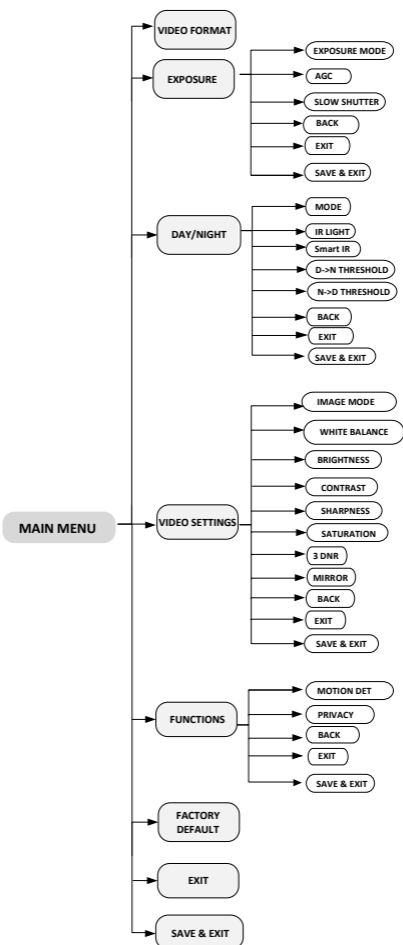 MAIN MENU
VIDEO FORMAT
EXPOSURE
EXPOSURE MODE
AGC
SLOW SHUTTER
BACK
EXIT
SAVE & EXIT
DAY/NIGHT
MODE
IR LIGHT
Smart IR
D->N THRESHOLD
N->D THRESHOLD
BACK
EXIT
SAVE & EXIT
VIDEO SETTINGS
IMAGE MODE
WHITE BALANCE
BRIGHTNESS
CONTRAST
SHARPNESS
SATURATION
3 DNR
MIRROR
BACK
EXIT
SAVE & EXIT
FUNCTIONS
MOTION DET
PRIVACY
BACK
EXIT
SAVE & EXIT
FACTORY
DEFAULT
EXIT
SAVE & EXIT